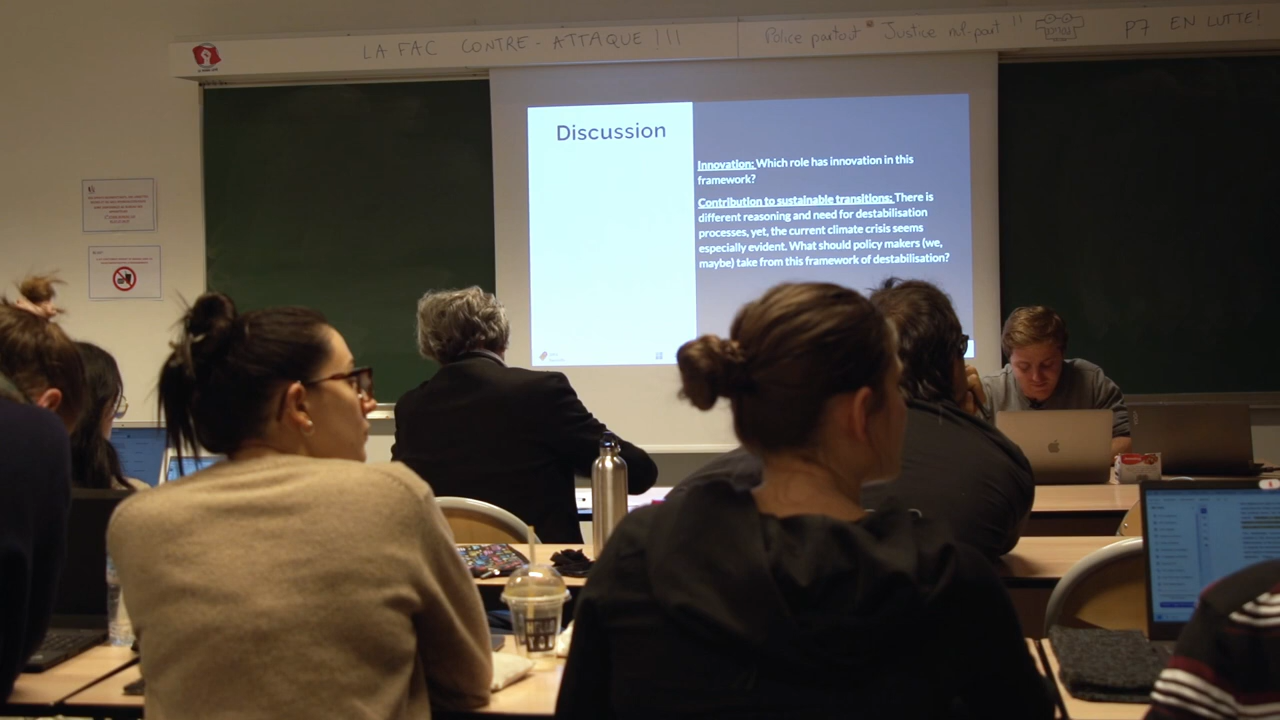 LA FAC CONTRE-ATTAQUE !!!
Police partout Justice nul-part !!
P7 EN LUTTE!
Discussion
Innovation: Which role has innovation in this
framework?
Contribution to sustainable transitions: There is
different reasoning and need for destabilisation
processes, yet, the current climate crisis seems
especially evident. What should policy makers (we,
maybe) take from this framework of destabilisation?